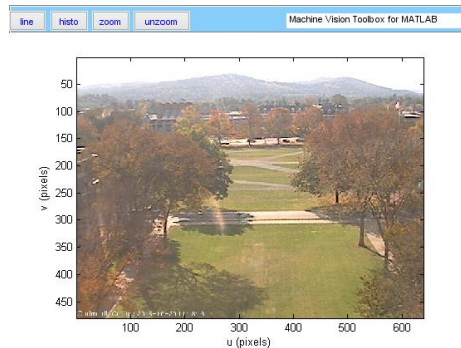 line histo zoom unzoom Machine Vision Toolbox for MATLAB
50
100
150
200
250
300
350
400
450
v (pixels)
100 200 300 400 500 600
u (pixels)